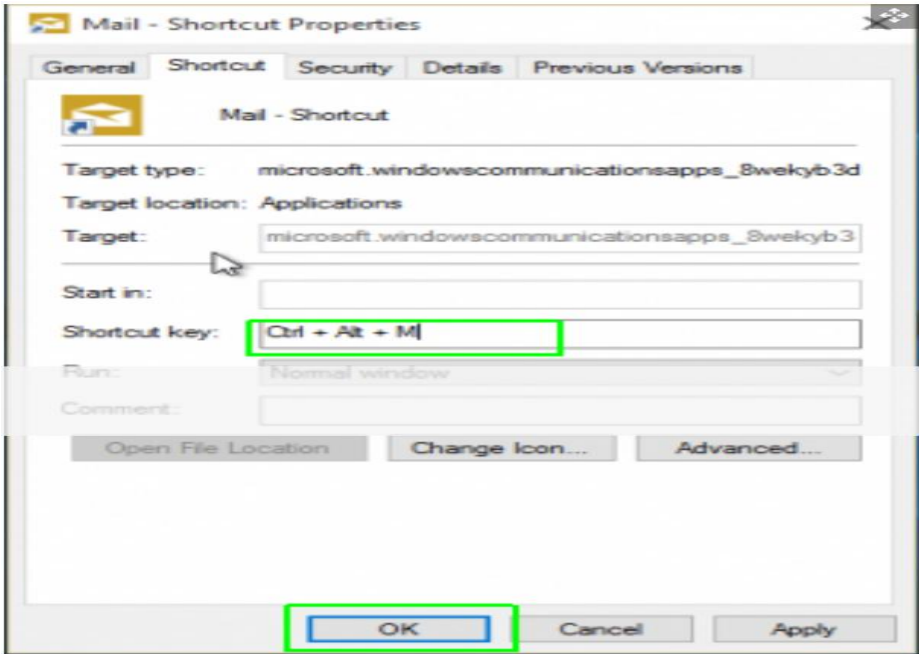 Mail - Shortcut Properties
General Shortcut Security Details Previous Versions
Mail - Shortcut
Target type: microsoft.windowscommunicationsapps_8wekyb3d
Target location: Applications
Target: microsoft.windowscommunicationsapps_8wekyb3
Start in:
Shortcut key: Ctrl + Alt + M
Run: Normal window
Comment:
Open File Location Change Icon... Advanced...
OK Cancel Apply